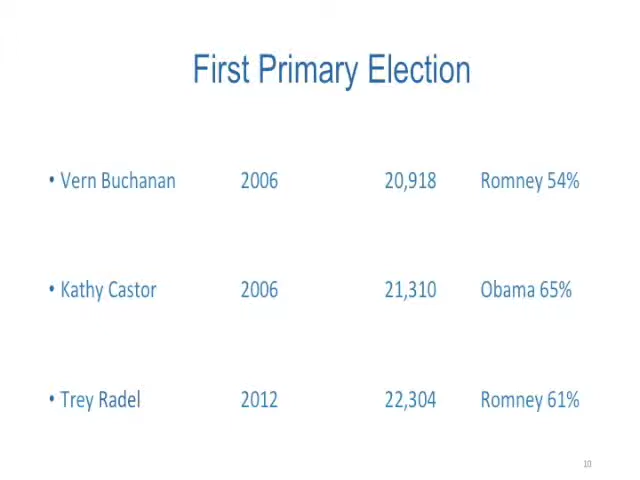 First Primary Election
• Vern Buchanan 2006 20,918 Romney 54%
• Kathy Castor 2006 21,310 Obama 65%
• Trey Radel 2012 22,304 Romney 61%
10